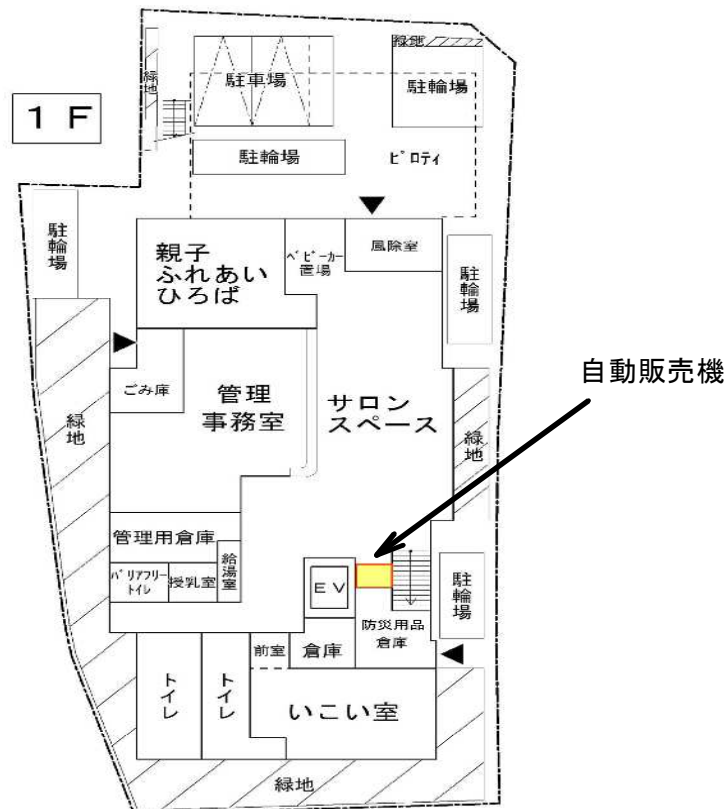 緑地
駐車場
緑地
駐輪場
1 F
駐輪場
ピロティ
駐輪場
親子
ふれあい
ひろば
ベビーカー
置場
風除室
駐輪場
自動販売機
ごみ庫
管理
事務室
サロン
スペース
緑地
緑地
管理用倉庫
給湯室
バリアフリー
トイレ
授乳室
EV
駐輪場
防災用品
倉庫
前室
倉庫
トイレ
トイレ
いこい室
緑地